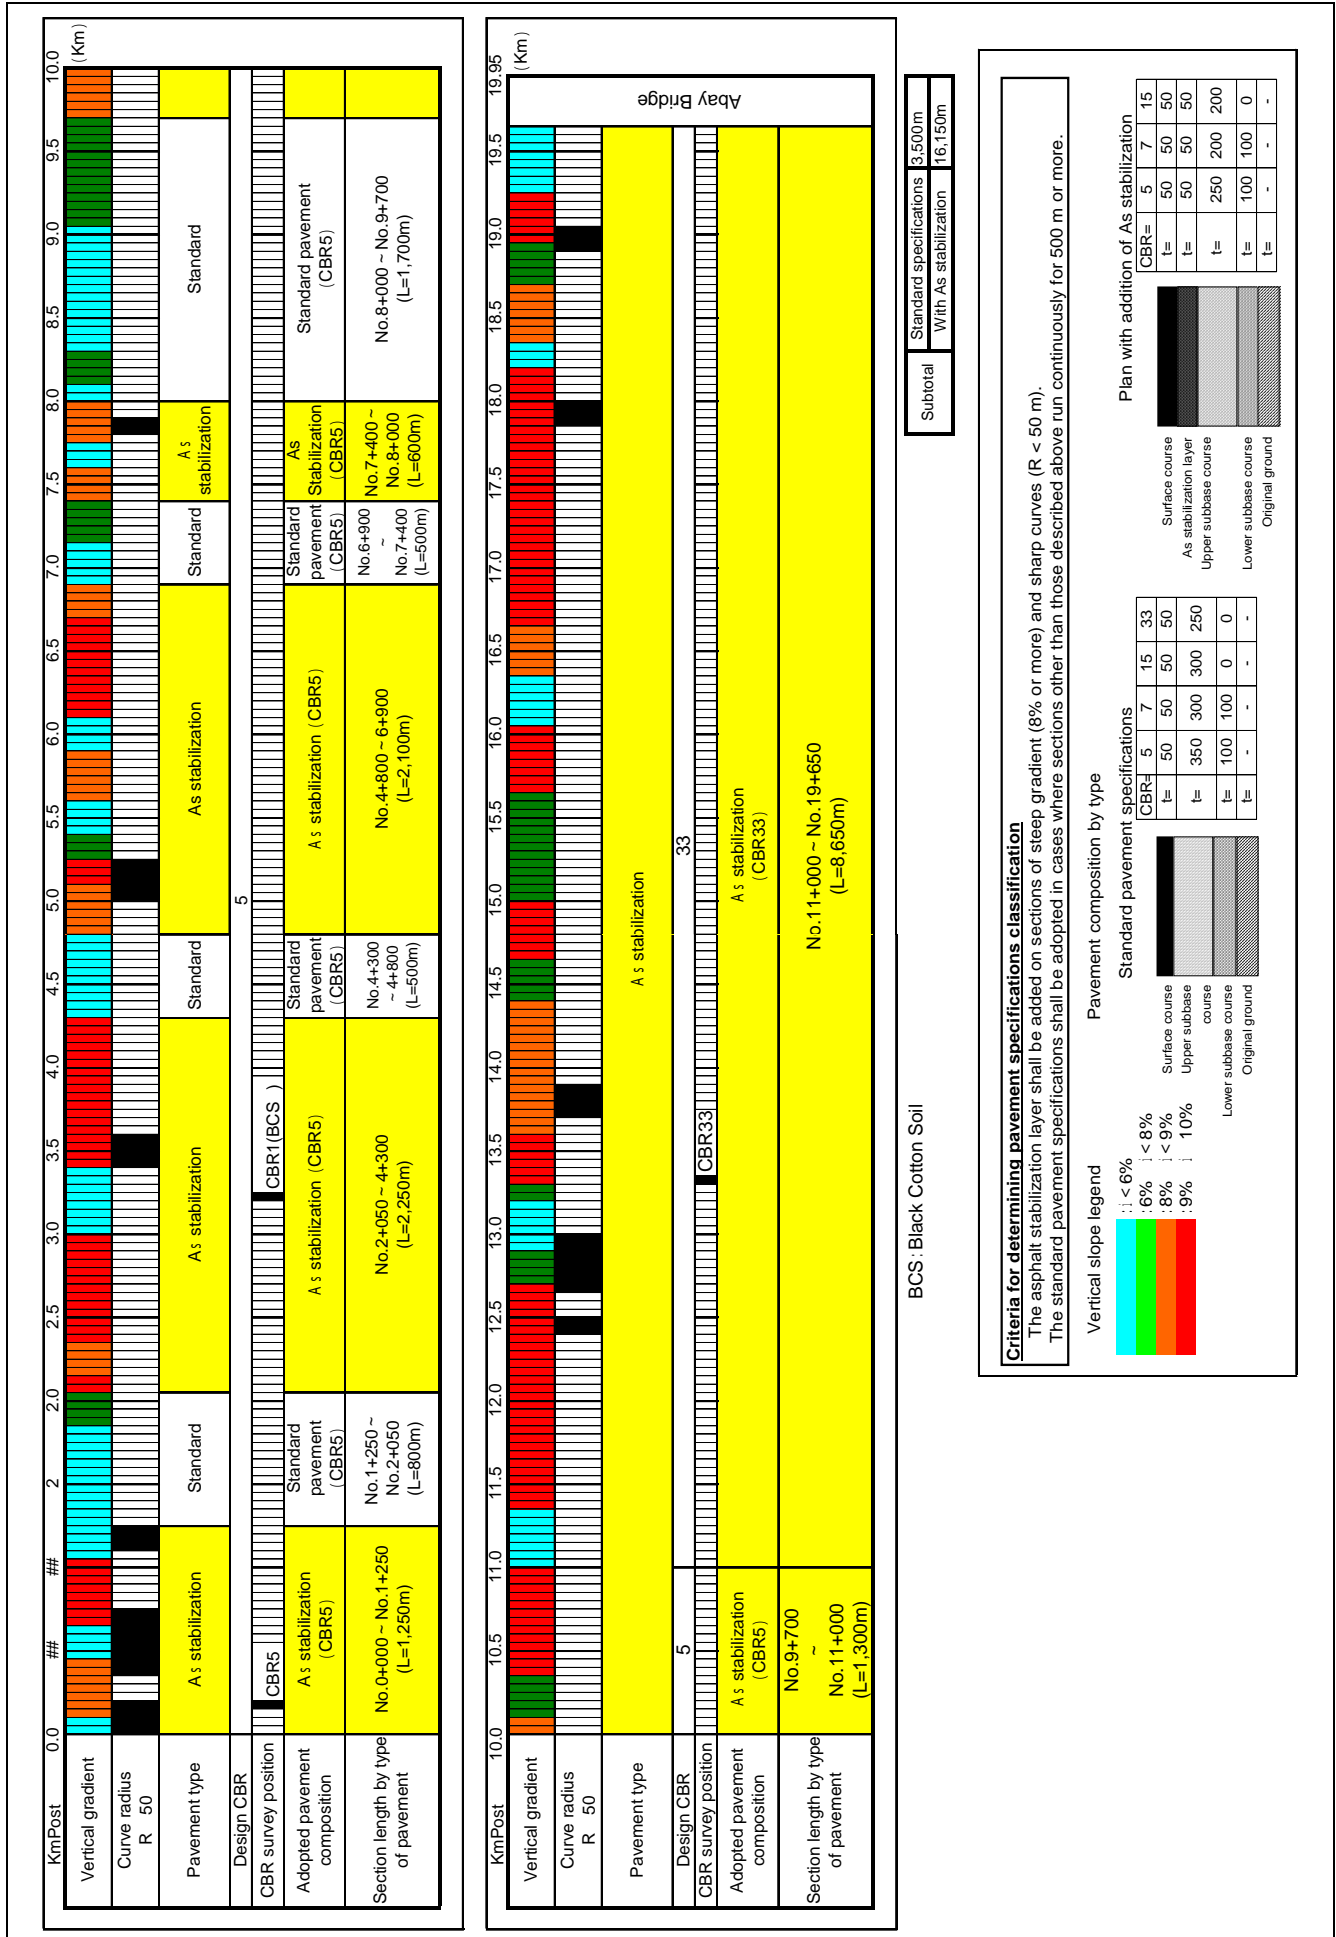 KmPost 0.0 ## ## 2 2.0 2.5 3.0 3.5 4.0 4.5 5.0 5.5 6.0 6.5 7.0 7.5 8.0 8.5 9.0 9.5 10.0
(Km)
Vertical gradient
Curve radius
R 50
Pavement type
As stabilization
Standard
As stabilization
Standard
As stabilization
Standard
As
stabilization
Standard
Design CBR
5
CBR survey position
CBR5
CBR1(BCS )
Adopted pavement
composition
As stabilization
(CBR5)
Standard
pavement
(CBR5)
As stabilization (CBR5)
Standard
pavement
(CBR5)
As stabilization (CBR5)
Standard
pavement
(CBR5)
As
Stabilization
(CBR5)
Standard pavement
(CBR5)
Section length by type
of pavement
No.0+000 ~ No.1+250
(L=1,250m)
No.1+250 ~
No.2+050
(L=800m)
No.2+050 ~ 4+300
(L=2,250m)
No.4+300
~ 4+800
(L=500m)
No.4+800 ~ 6+900
(L=2,100m)
No.6+900
~
No.7+400
(L=500m)
No.7+400 ~
No.8+000
(L=600m)
No.8+000 ~ No.9+700
(L=1,700m)
KmPost 10.0 10.5 11.0 11.5 12.0 12.5 13.0 13.5 14.0 14.5 15.0 15.5 16.0 16.5 17.0 17.5 18.0 18.5 19.0 19.5 19.95
(Km)
Vertical gradient
Curve radius
R 50
Pavement type
As stabilization
Abay Bridge
Design CBR
5
33
CBR survey position
CBR33
Adopted pavement
composition
As stabilization
(CBR5)
As stabilization
(CBR33)
Section length by type
of pavement
No.9+700
~
No.11+000
(L=1,300m)
No.11+000 ~ No.19+650
(L=8,650m)
BCS : Black Cotton Soil
Subtotal
Standard specifications 3,500m
With As stabilization 16,150m
Criteria for determining pavement specifications classification
The asphalt stabilization layer shall be added on sections of steep gradient (8% or more) and sharp curves (R < 50 m).
The standard pavement specifications shall be adopted in cases where sections other than those described above run continuously for 500 m or more.
Vertical slope legend
: i < 6%
: 6% i < 8%
: 8% i < 9%
: 9% i 10%
Pavement composition by type
Standard pavement specifications
Surface course
Upper subbase
course
Lower subbase course
Original ground
CBR= 5 7 15 33
t= 50 50 50 50
t= 350 300 300 250
t= 100 100 0 0
t= - - - -
Plan with addition of As stabilization
Surface course
As stabilization layer
Upper subbase course
Lower subbase course
Original ground
CBR= 5 7 15
t= 50 50 50
t= 50 50 50
t= 250 200 200
t= 100 100 0
t= - - -